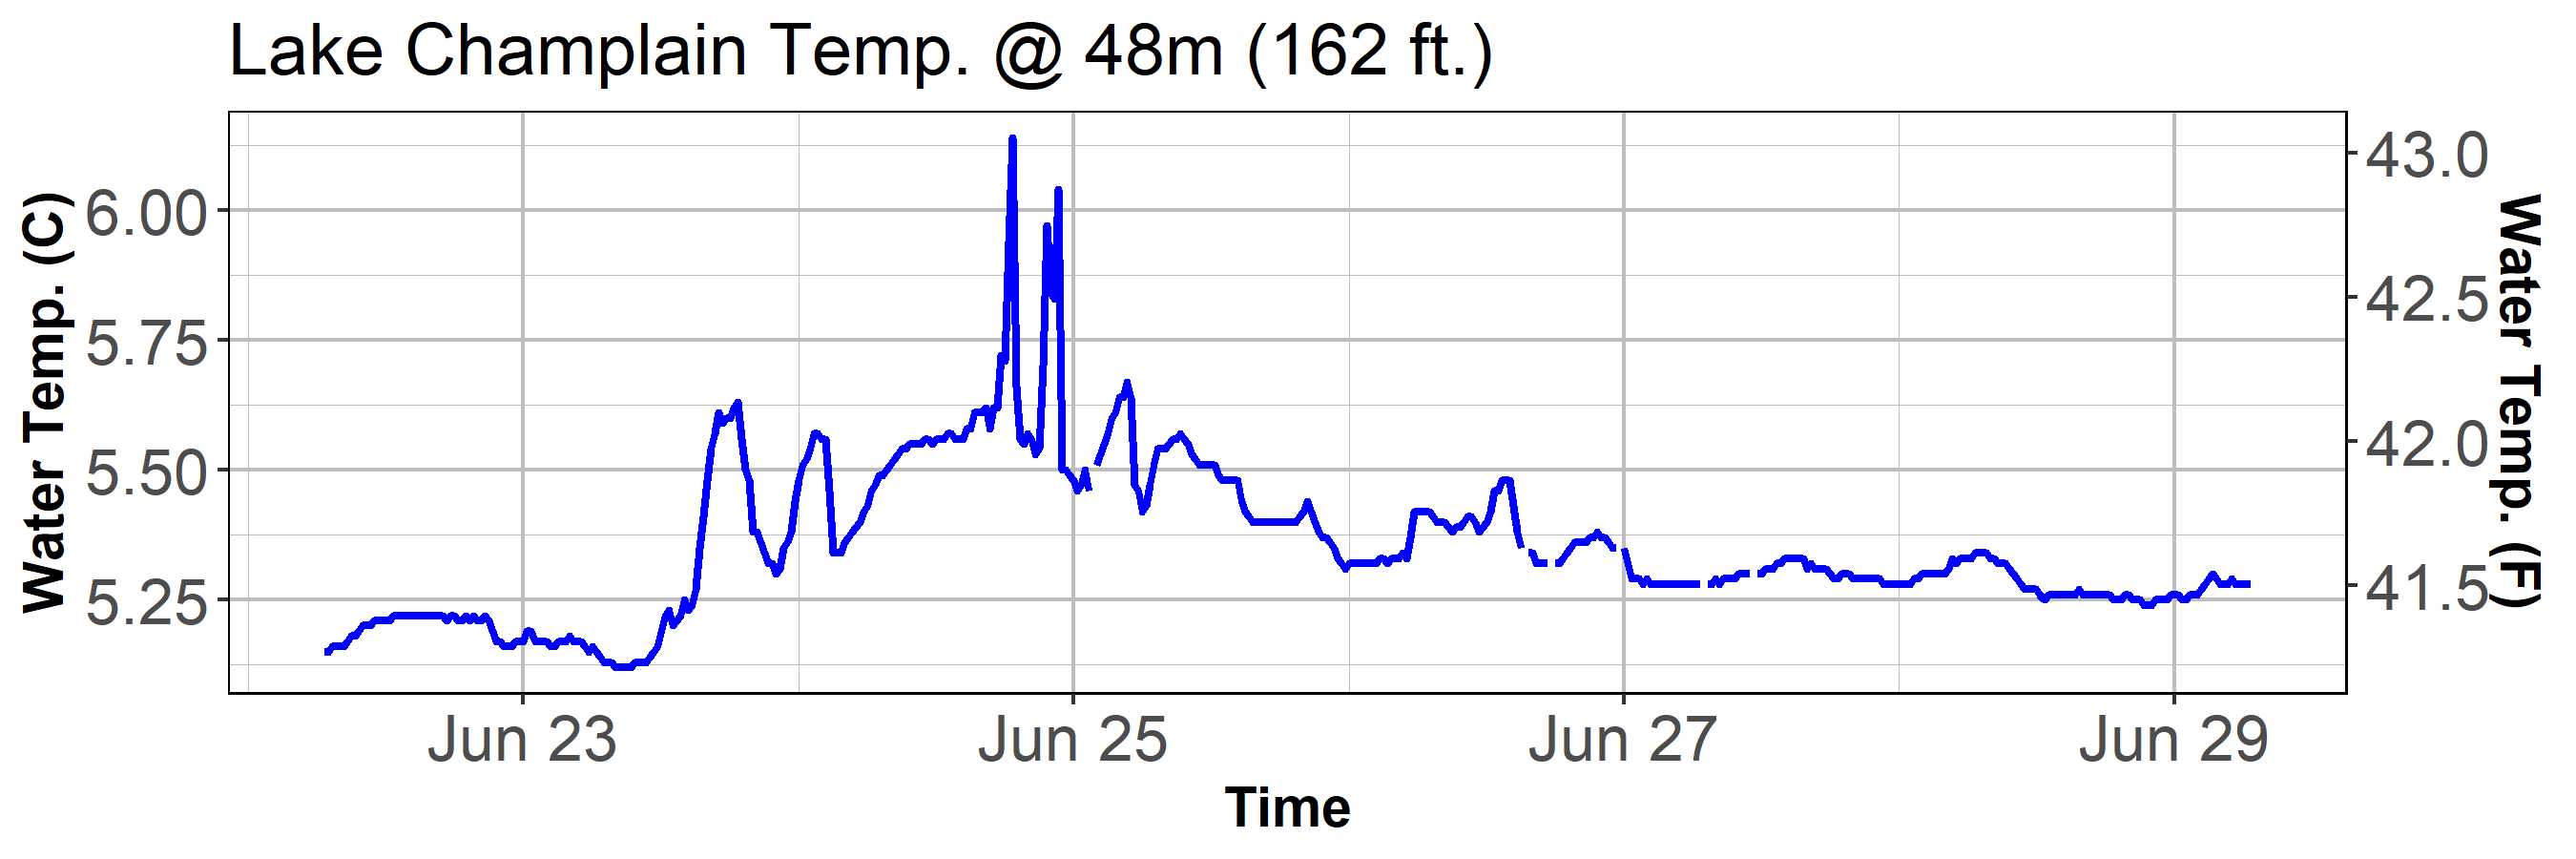 Lake Champlain Temp. @ 48m (162 ft.)
Water Temp. (C)
6.00
5.75
5.50
5.25
43.0
42.5
42.0
41.5
Water Temp. (F)
Jun 23 Jun 25 Jun 27 Jun 29
Time